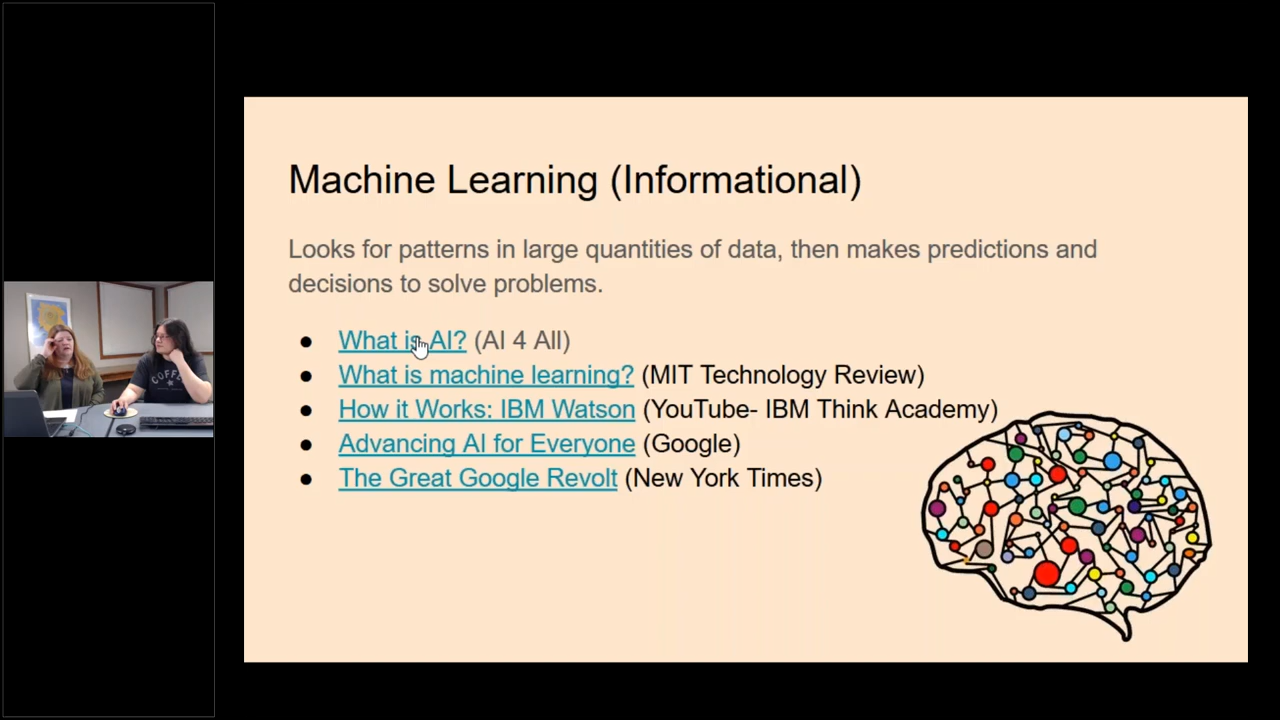 Machine Learning (Informational)
Looks for patterns in large quantities of data, then makes predictions and
decisions to solve problems.
● What is AI? (AI 4 All)
● What is machine learning? (MIT Technology Review)
● How it Works: IBM Watson (YouTube- IBM Think Academy)
● Advancing AI for Everyone (Google)
● The Great Google Revolt (New York Times)
COFFEE